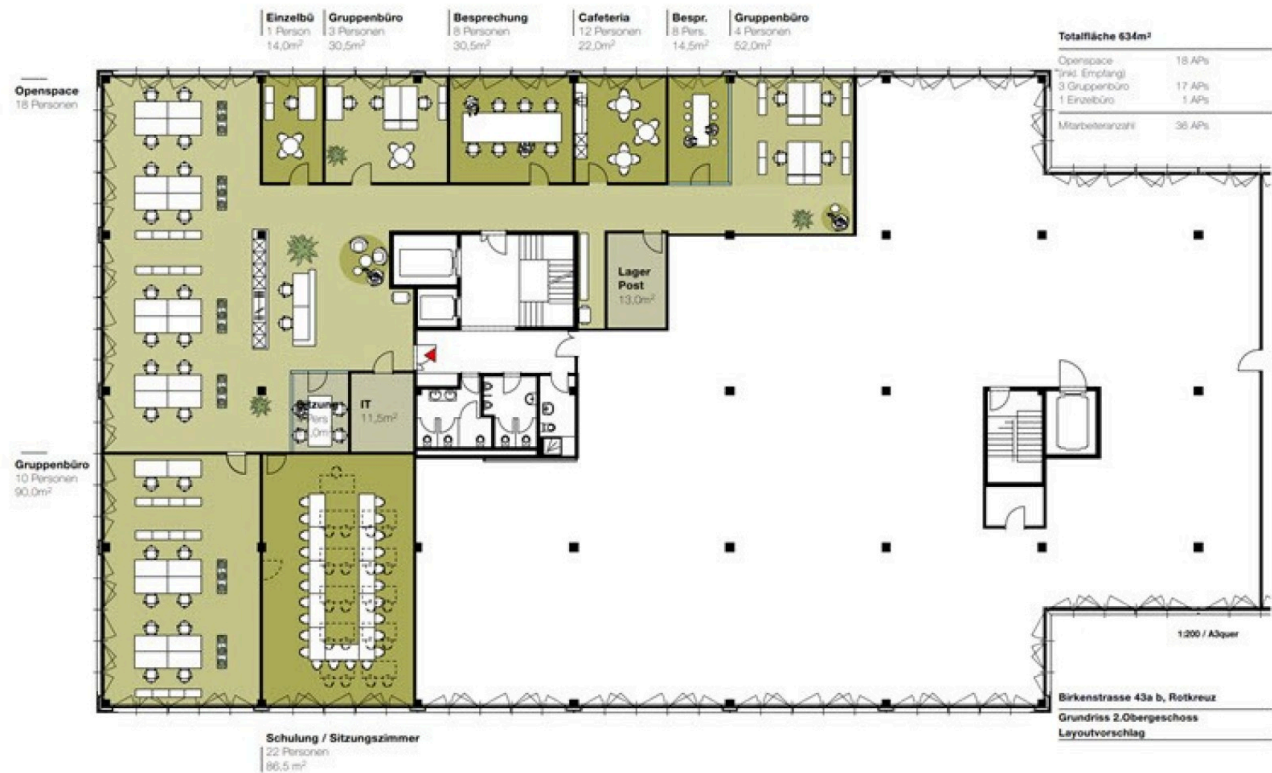 Einzelbü
1 Person
14,0m²
Gruppenbüro
3 Personen
30,5m²
Besprechung
8 Personen
30,5m²
Cafeteria
12 Personen
22,0m²
Bespr.
8 Pers.
14,5m²
Gruppenbüro
4 Personen
52,0m²
Totalfläche 634m²
Openspace 18 APs
(inkl. Empfang)
3 Gruppenbüro 17 APs
1 Einzelbüro 1 APs
Mitarbeiteranzahl 36 APs
Openspace
18 Personen
Lager
Post
13,0m²
Sitzung
Pers
,0m²
IT
11,5m²
Gruppenbüro
10 Personen
90,0m²
Schulung / Sitzungszimmer
22 Personen
86,5 m²
1:200 / A3quer
Birkenstrasse 43a b, Rotkreuz
Grundriss 2.Obergeschoss
Layoutvorschlag